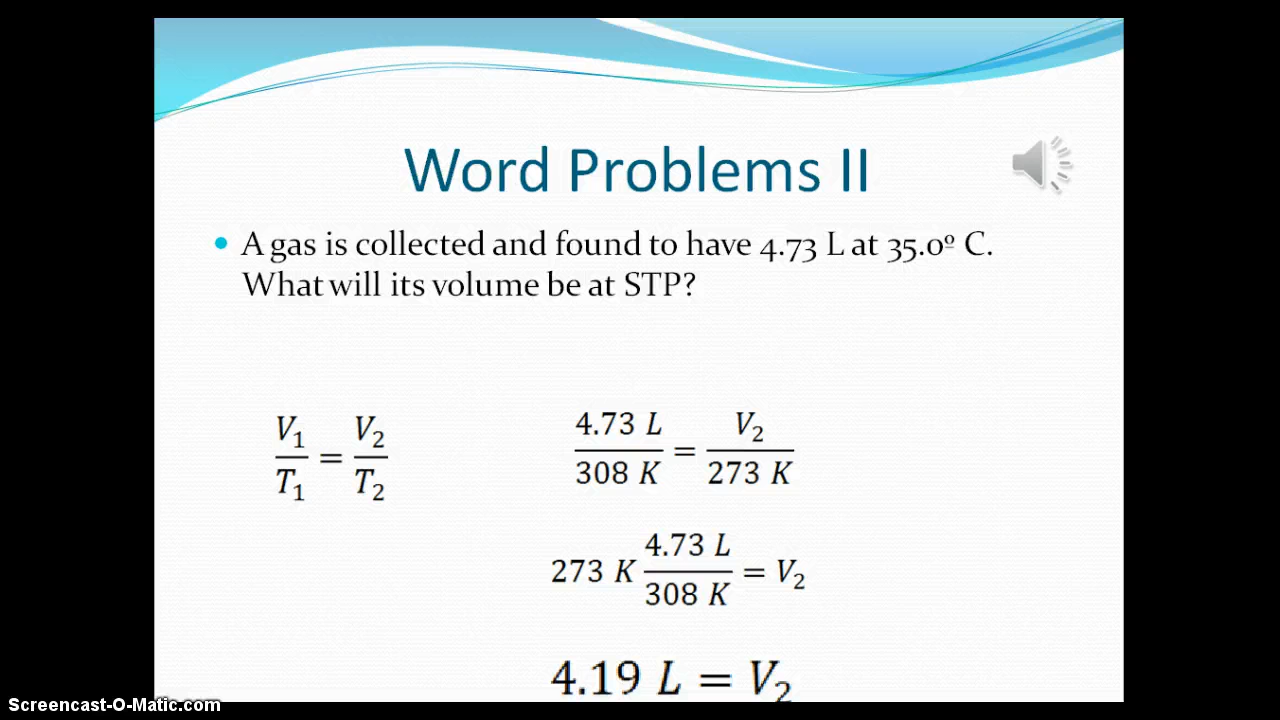 Word Problems II
A gas is collected and found to have 4.73 L at 35.0º C.
What will its volume be at STP?
V₁/T₁ = V₂/T₂
4.73 L/308 K = V₂/273 K
273 K 4.73 L/308 K = V₂
4.19 L = V₂
Screencast-O-Matic.com